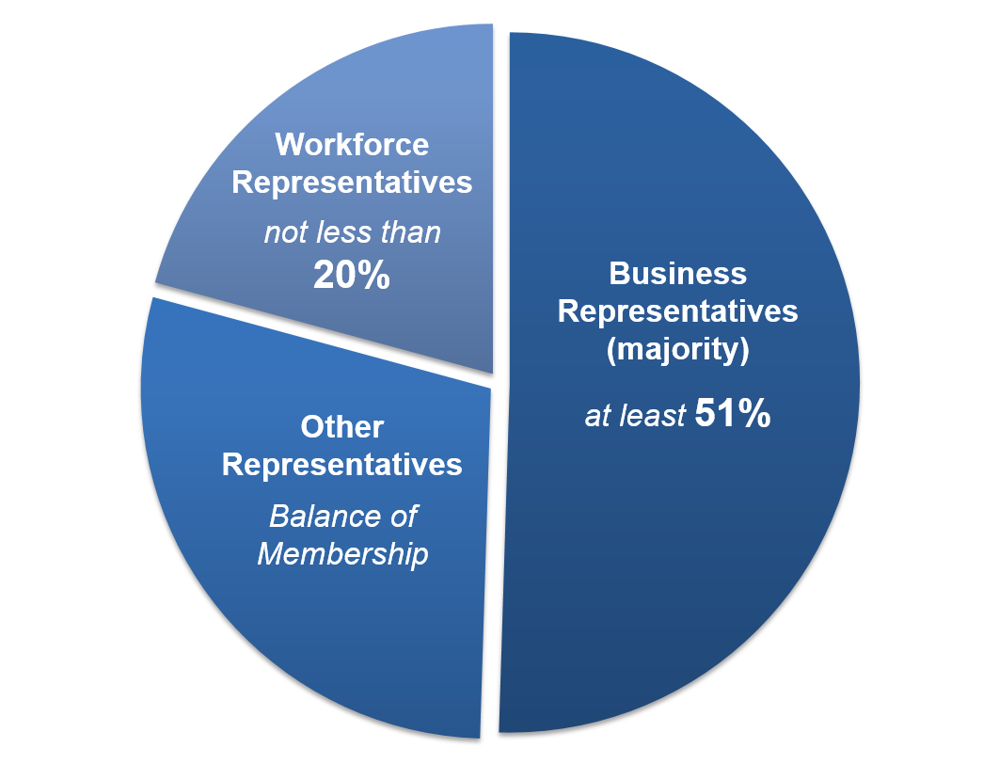 Workforce
Representatives
not less than
20%
Business
Representatives
(majority)
at least 51%
Other
Representatives
Balance of
Membership